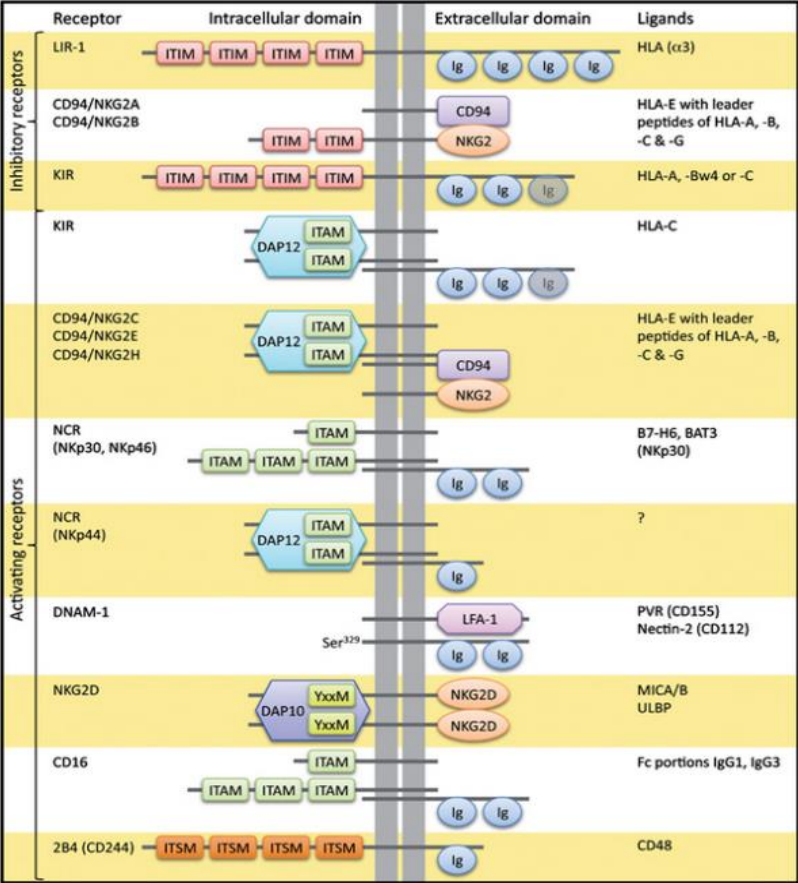 Receptor Intracellular domain Extracellular domain Ligands
Inhibitory receptors
LIR-1 ITIM ITIM ITIM ITIM HLA (α3)
Ig Ig Ig Ig
CD94/NKG2A CD94 HLA-E with leader
CD94/NKG2B peptides of HLA-A, -B,
ITIM ITIM NKG2 -C & -G
KIR ITIM ITIM ITIM ITIM HLA-A, -Bw4 or -C
Ig Ig Ig
Activating receptors
KIR ITAM HLA-C
DAP12
ITAM
Ig Ig Ig
CD94/NKG2C ITAM HLA-E with leader
CD94/NKG2E DAP12 peptides of HLA-A, -B,
CD94/NKG2H ITAM -C & -G
CD94
NKG2
NCR ITAM B7-H6, BAT3
(NKp30, NKp46) (NKp30)
ITAM ITAM ITAM
Ig Ig
NCR ITAM ?
(NKp44) DAP12
ITAM
Ig
DNAM-1 LFA-1 PVR (CD155)
Nectin-2 (CD112)
Ser³²⁹
Ig Ig
NKG2D YxxM NKG2D MICA/B
DAP10 ULBP
YxxM NKG2D
CD16 ITAM Fc portions IgG1, IgG3
ITAM ITAM ITAM
Ig Ig
2B4 (CD244) ITSM ITSM ITSM ITSM CD48
Ig